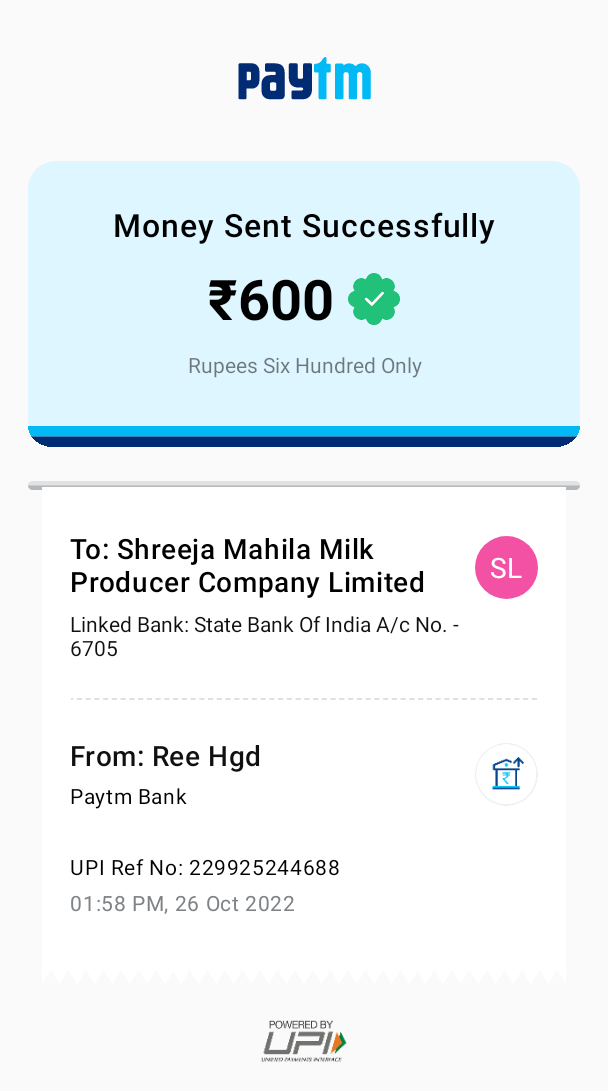 paytm
Money Sent Successfully
₹600
Rupees Six Hundred Only
To: Shreeja Mahila Milk
Producer Company Limited
SL
Linked Bank: State Bank Of India A/c No. -
6705
From: Ree Hgd
₹
Paytm Bank
UPI Ref No: 229925244688
01:58 PM, 26 Oct 2022
POWERED BY
UPI
UNIFIED PAYMENTS INTERFACE